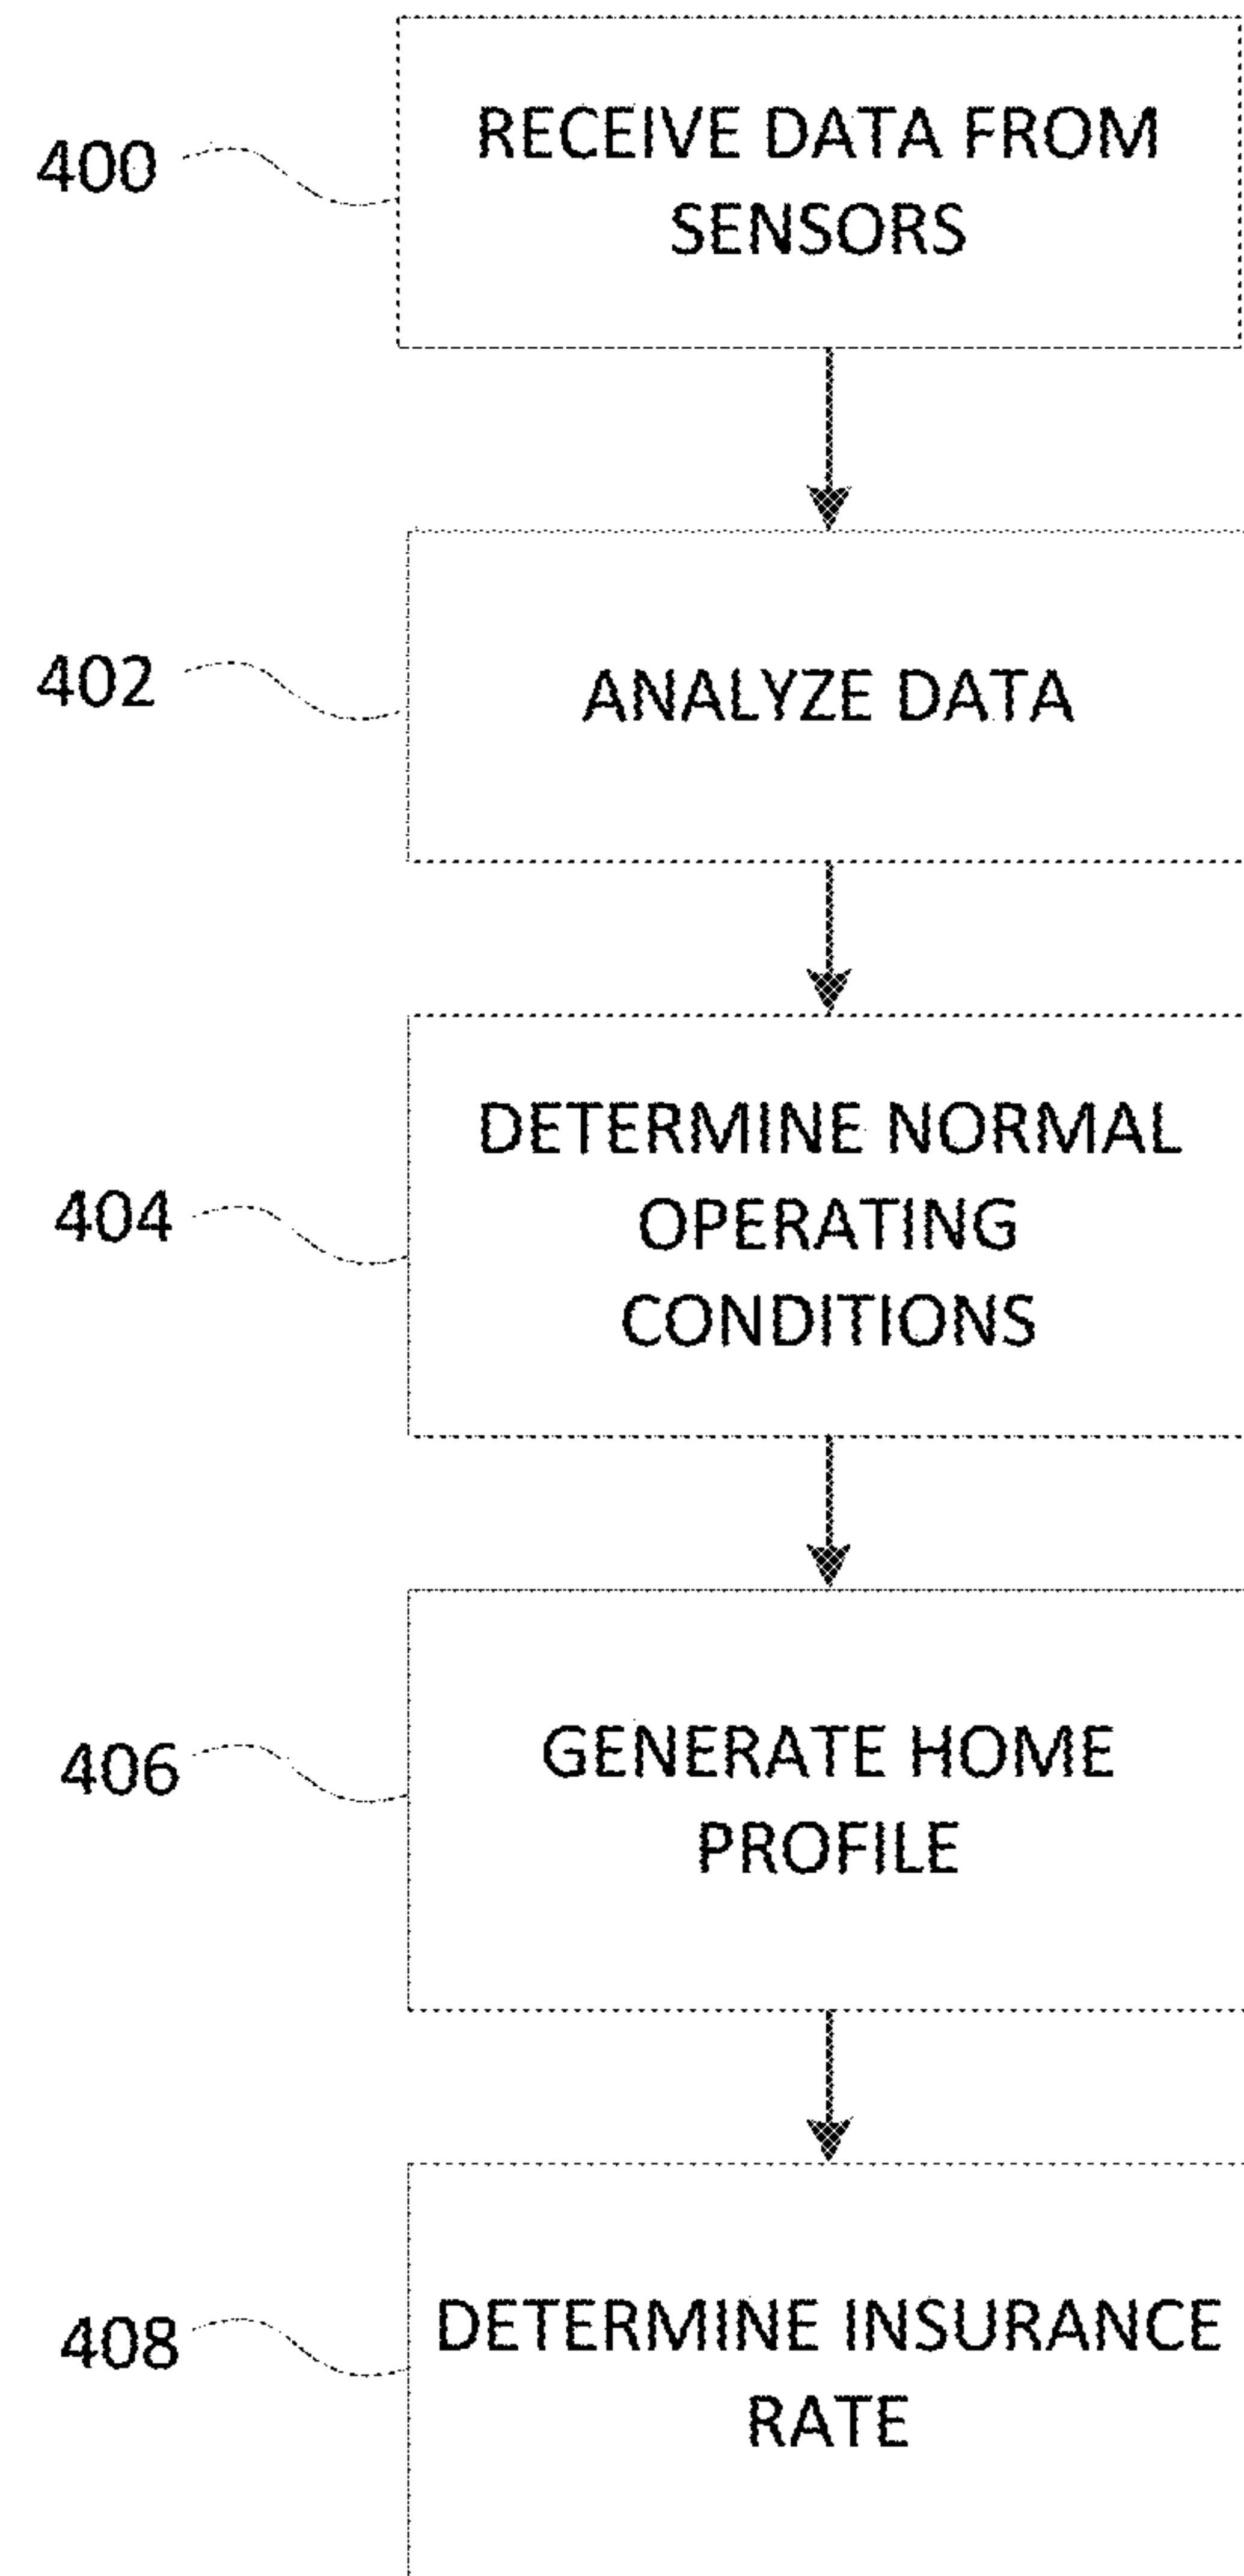 400
RECEIVE DATA FROM
SENSORS
402
ANALYZE DATA
404
DETERMINE NORMAL
OPERATING
CONDITIONS
406
GENERATE HOME
PROFILE
408
DETERMINE INSURANCE
RATE